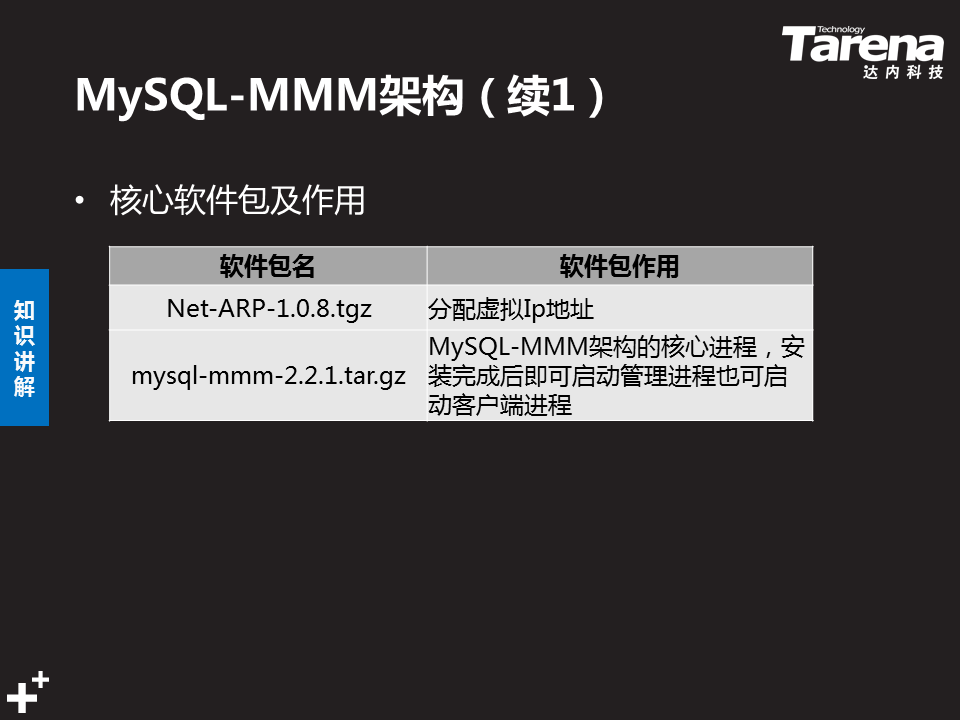 Technology
Tarena
达内科技
MySQL-MMM架构（续1）
• 核心软件包及作用
软件包名 软件包作用
Net-ARP-1.0.8.tgz 分配虚拟Ip地址
mysql-mmm-2.2.1.tar.gz MySQL-MMM架构的核心进程，安
装完成后即可启动管理进程也可启
动客户端进程
知
识
讲
解